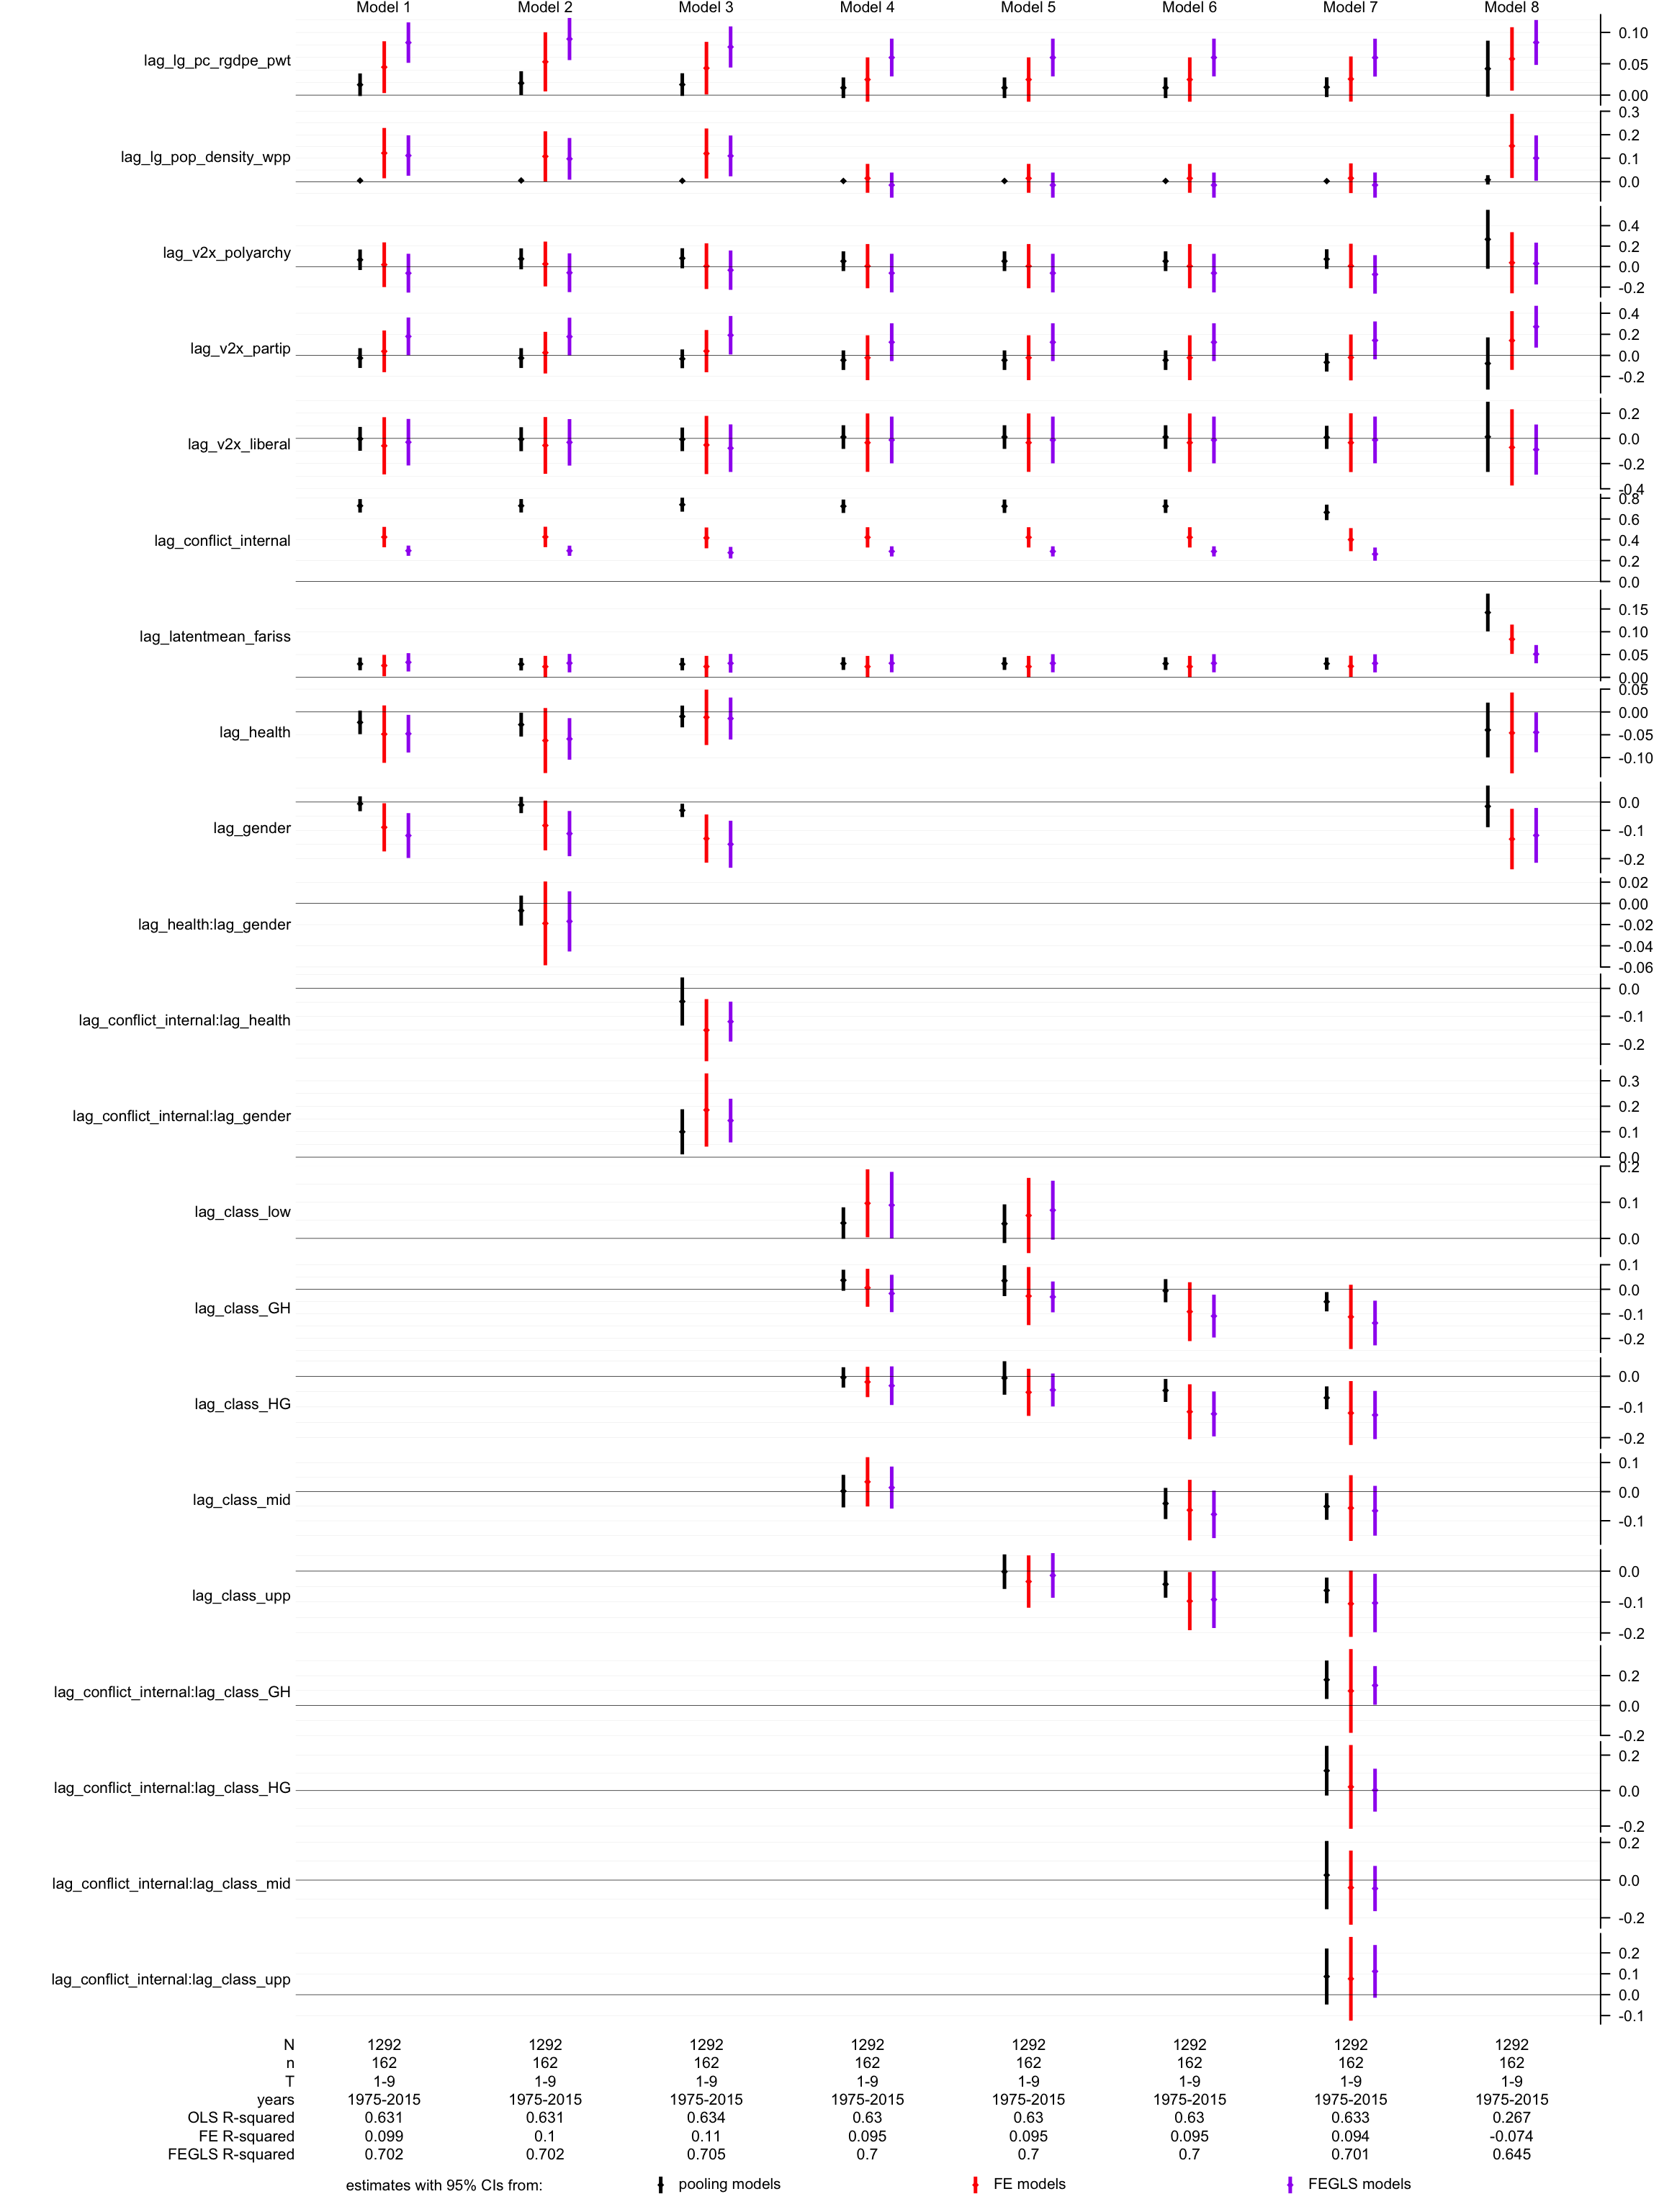 Model 1 Model 2 Model 3 Model 4 Model 5 Model 6 Model 7 Model 8
lag_lg_pc_rgdpe_pwt
0.10
0.05
0.00
lag_lg_pop_density_wpp
0.3
0.2
0.1
0.0
lag_v2x_polyarchy
0.4
0.2
0.0
-0.2
lag_v2x_partip
0.4
0.2
0.0
-0.2
lag_v2x_liberal
0.2
0.0
-0.2
-0.4
lag_conflict_internal
0.8
0.6
0.4
0.2
0.0
lag_latentmean_fariss
0.15
0.10
0.05
0.00
lag_health
0.05
0.00
-0.05
-0.10
lag_gender
0.0
-0.1
-0.2
lag_health:lag_gender
0.02
0.00
-0.02
-0.04
-0.06
lag_conflict_internal:lag_health
0.0
-0.1
-0.2
lag_conflict_internal:lag_gender
0.3
0.2
0.1
0.0
lag_class_low
0.2
0.1
0.0
lag_class_GH
0.1
0.0
-0.1
-0.2
lag_class_HG
0.0
-0.1
-0.2
lag_class_mid
0.1
0.0
-0.1
lag_class_upp
0.0
-0.1
-0.2
lag_conflict_internal:lag_class_GH
0.2
0.0
-0.2
lag_conflict_internal:lag_class_HG
0.2
0.0
-0.2
lag_conflict_internal:lag_class_mid
0.2
0.0
-0.2
lag_conflict_internal:lag_class_upp
0.2
0.1
0.0
-0.1
N 1292 1292 1292 1292 1292 1292 1292 1292
n 162 162 162 162 162 162 162 162
T 1-9 1-9 1-9 1-9 1-9 1-9 1-9 1-9
years 1975-2015 1975-2015 1975-2015 1975-2015 1975-2015 1975-2015 1975-2015 1975-2015
OLS R-squared 0.631 0.631 0.634 0.63 0.63 0.63 0.633 0.267
FE R-squared 0.099 0.1 0.11 0.095 0.095 0.095 0.094 -0.074
FEGLS R-squared 0.702 0.702 0.705 0.7 0.7 0.7 0.701 0.645
estimates with 95% CIs from: pooling models FE models FEGLS models